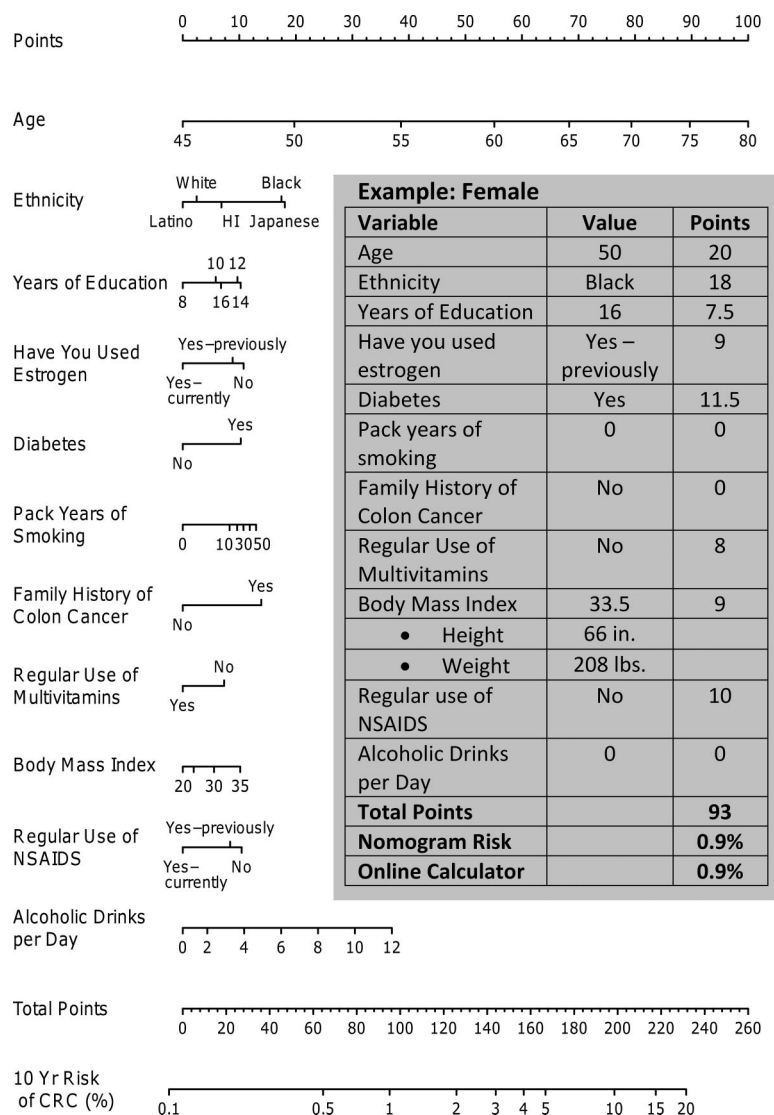 Points
0 10 20 30 40 50 60 70 80 90 100
Age
45 50 55 60 65 70 75 80
Ethnicity
White Black
Latino HI Japanese
Years of Education
10 12
8 16 14
Have You Used
Estrogen
Yes–previously
Yes–
currently
No
Diabetes
Yes
No
Pack Years of
Smoking
0 10 30 50
Family History of
Colon Cancer
Yes
No
Regular Use of
Multivitamins
No
Yes
Body Mass Index
20 30 35
Regular Use of
NSAIDS
Yes–previously
Yes–
currently
No
Alcoholic Drinks
per Day
0 2 4 6 8 10 12
Total Points
0 20 40 60 80 100 120 140 160 180 200 220 240 260
10 Yr Risk
of CRC (%)
0.1 0.5 1 2 3 4 5 10 15 20
Example: Female
Variable Value Points
Age 50 20
Ethnicity Black 18
Years of Education 16 7.5
Have you used Yes – 9
estrogen previously
Diabetes Yes 11.5
Pack years of 0 0
smoking
Family History of No 0
Colon Cancer
Regular Use of No 8
Multivitamins
Body Mass Index 33.5 9
• Height 66 in.
• Weight 208 lbs.
Regular use of No 10
NSAIDS
Alcoholic Drinks 0 0
per Day
Total Points 93
Nomogram Risk 0.9%
Online Calculator 0.9%